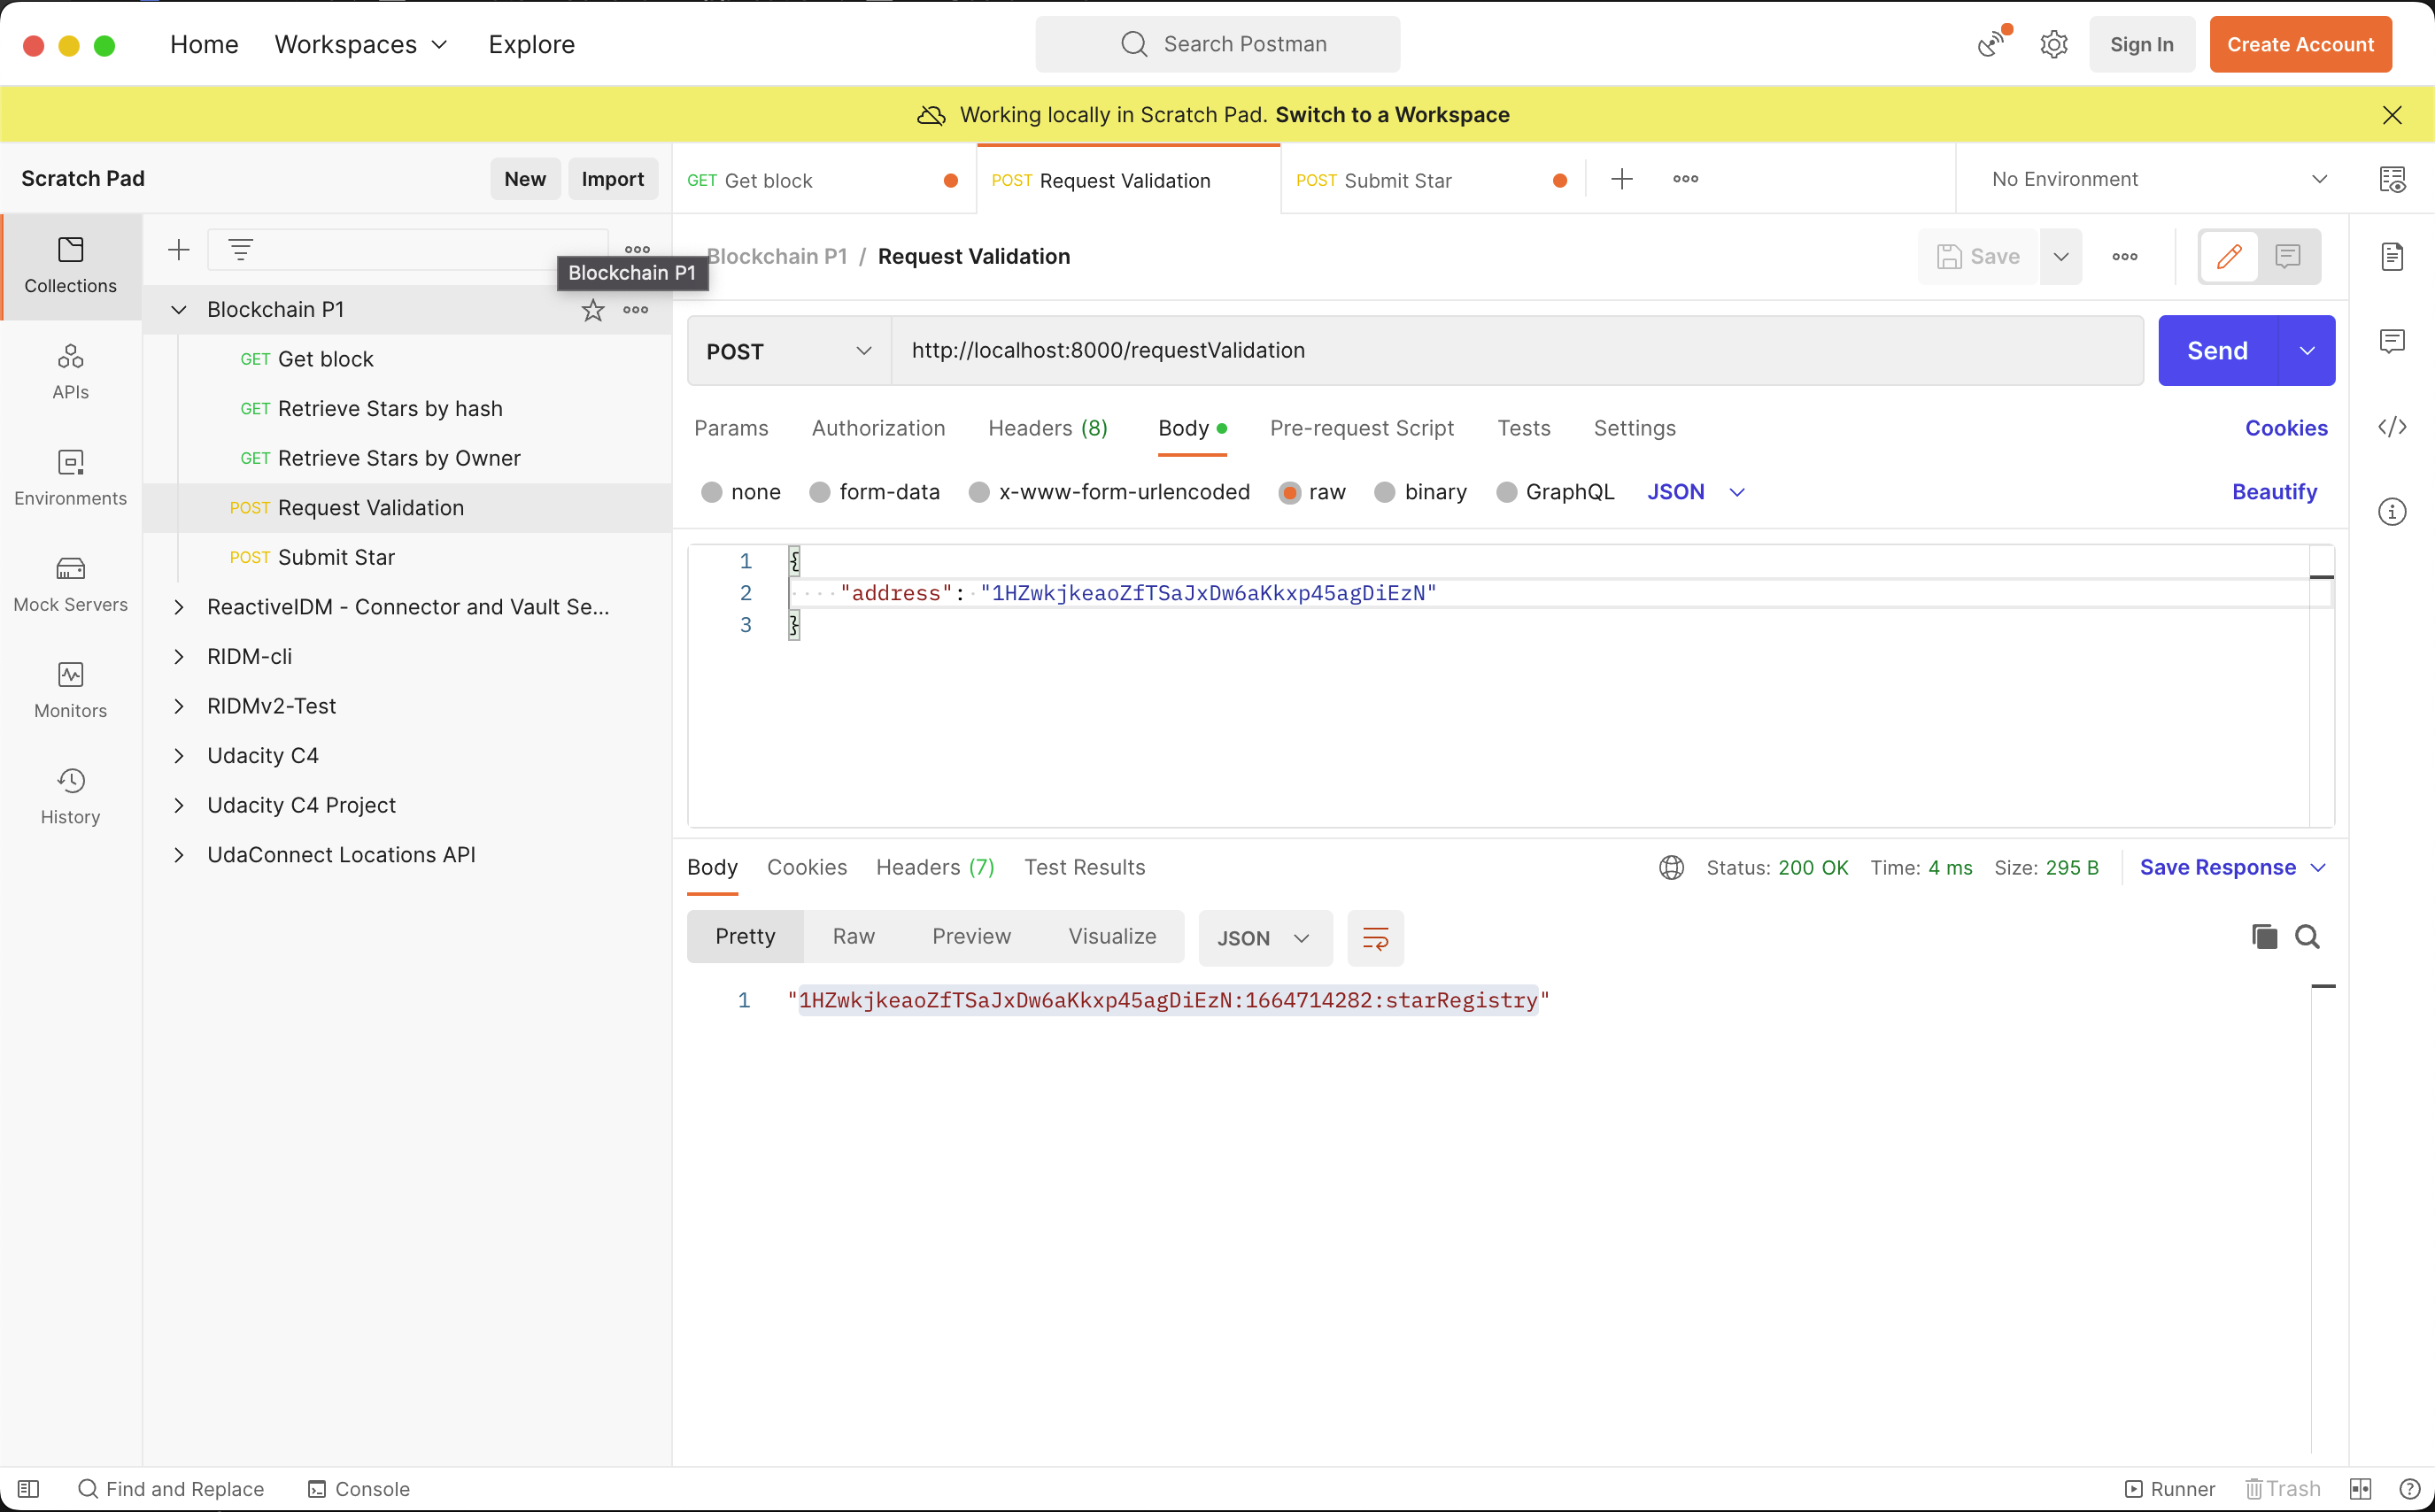 Home Workspaces Explore Search Postman Sign In Create Account
Working locally in Scratch Pad. Switch to a Workspace
Scratch Pad New Import
GET Get block POST Request Validation POST Submit Star No Environment
Collections
APIs
Environments
Mock Servers
Monitors
History
Blockchain P1
Blockchain P1
GET Get block
GET Retrieve Stars by hash
GET Retrieve Stars by Owner
POST Request Validation
POST Submit Star
ReactiveIDM - Connector and Vault Se...
RIDM-cli
RIDMv2-Test
Udacity C4
Udacity C4 Project
UdaConnect Locations API
Blockchain P1 / Request Validation Save
POST http://localhost:8000/requestValidation Send
Params Authorization Headers (8) Body Pre-request Script Tests Settings Cookies
none form-data x-www-form-urlencoded raw binary GraphQL JSON Beautify
1 {
2 "address": "1HZwkjkeaoZfTSaJxDw6aKkxp45agDiEzN"
3 }
Body Cookies Headers (7) Test Results Status: 200 OK Time: 4 ms Size: 295 B Save Response
Pretty Raw Preview Visualize JSON
1 "1HZwkjkeaoZfTSaJxDw6aKkxp45agDiEzN:1664714282:starRegistry"
Find and Replace Console Runner Trash